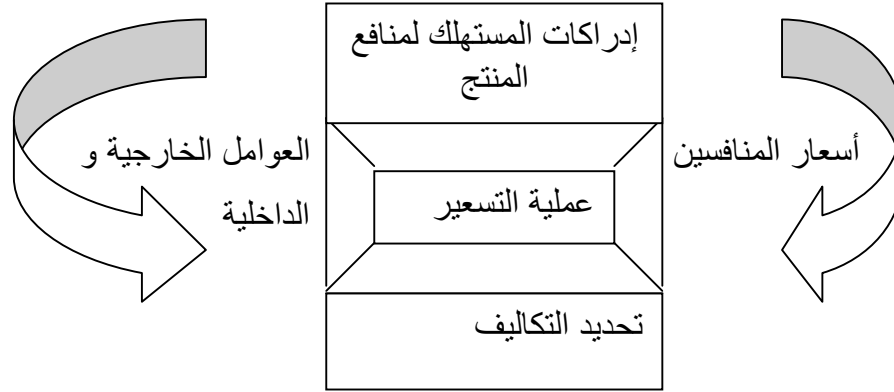 إدراكات المستهلك لمنافع
المنتج
أسعار المنافسين
العوامل الخارجية و
الداخلية
عملية التسعير
تحديد التكاليف